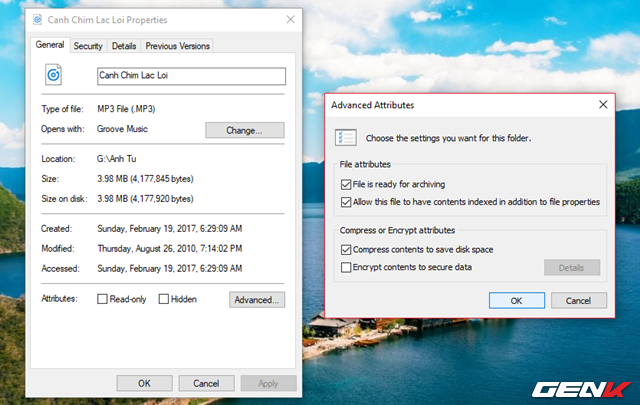 Canh Chim Lac Loi Properties
General Security Details Previous Versions
Canh Chim Lac Loi
Type of file: MP3 File (.MP3)
Opens with: Groove Music Change...
Location: G:\Anh Tu
Size: 3.98 MB (4,177,845 bytes)
Size on disk: 3.98 MB (4,177,920 bytes)
Created: Sunday, February 19, 2017, 6:29:09 AM
Modified: Thursday, August 26, 2010, 7:14:02 PM
Accessed: Sunday, February 19, 2017, 6:29:09 AM
Attributes: Read-only Hidden Advanced...
OK Cancel Apply
Advanced Attributes
Choose the settings you want for this folder.
File attributes
File is ready for archiving
Allow this file to have contents indexed in addition to file properties
Compress or Encrypt attributes
Compress contents to save disk space
Encrypt contents to secure data Details
OK Cancel
GENK